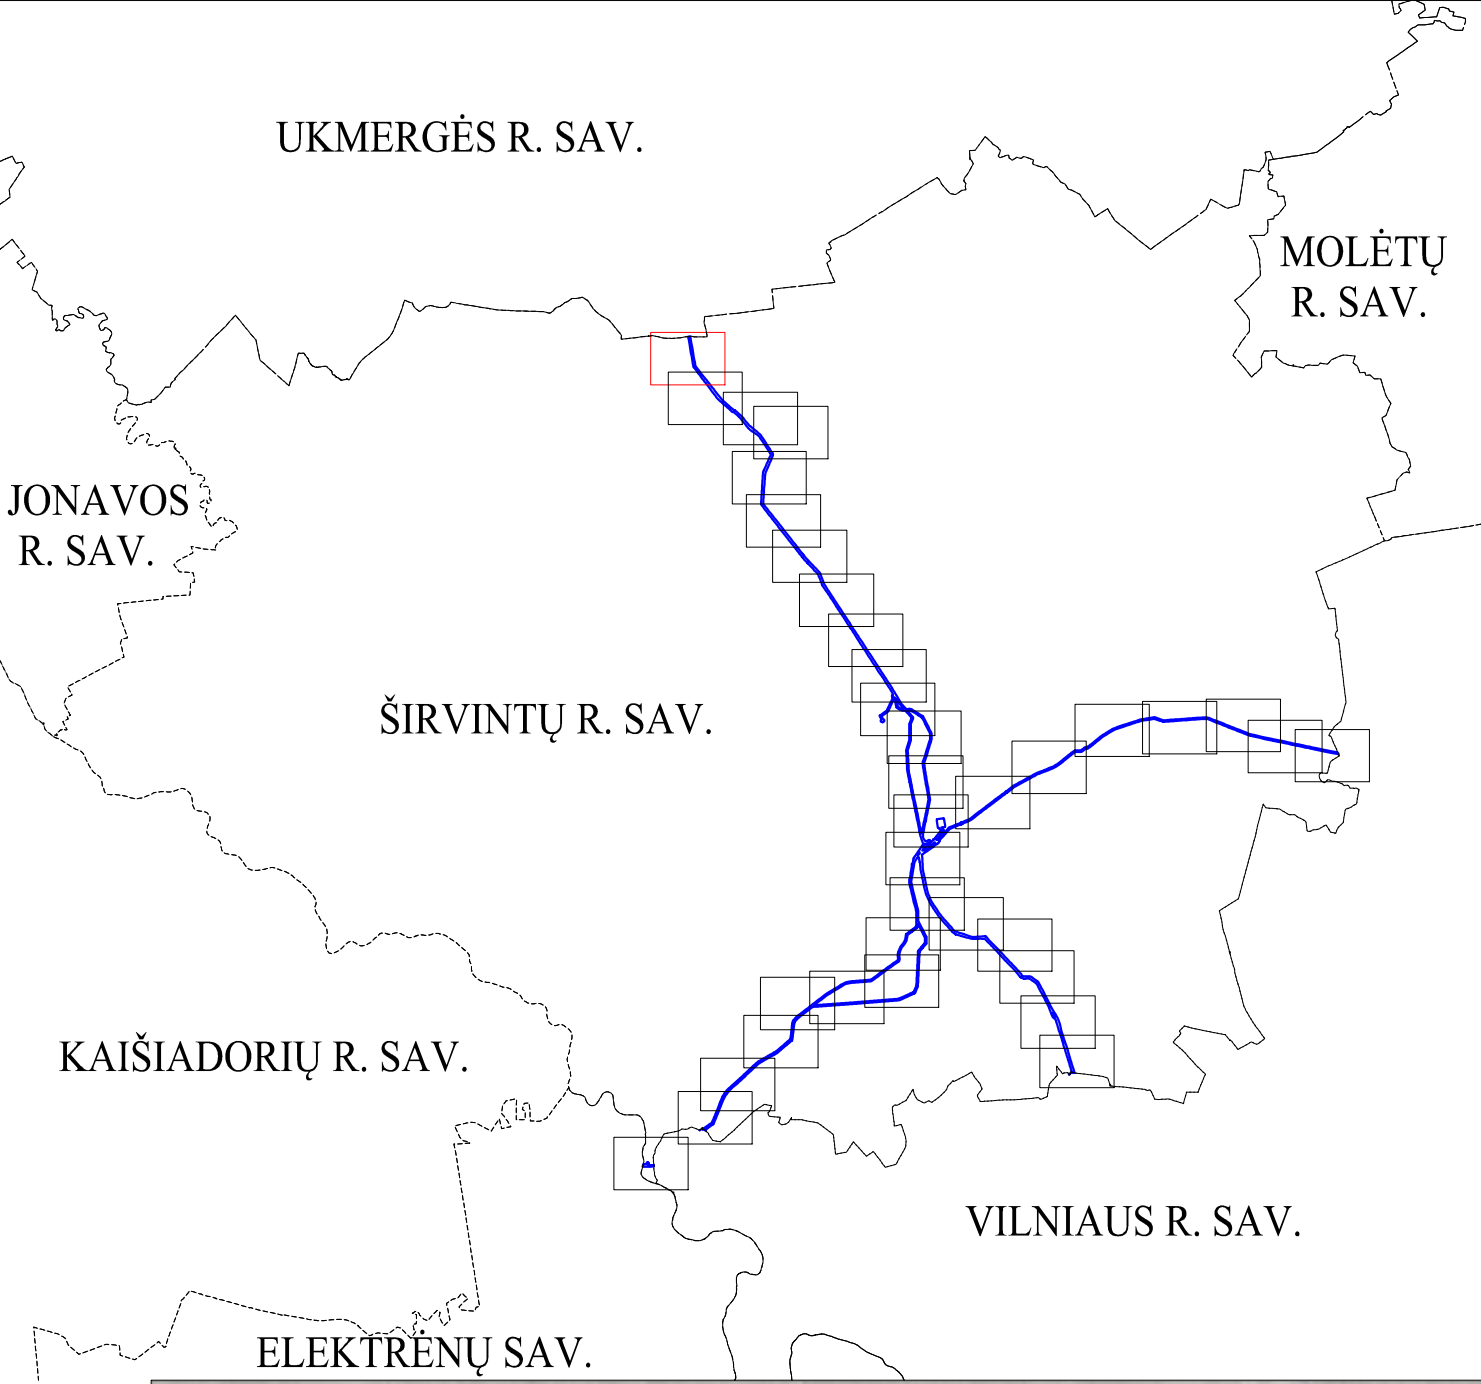 UKMERGĖS R. SAV.
MOLĖTŲ
R. SAV.
JONAVOS
R. SAV.
ŠIRVINTŲ R. SAV.
KAIŠIADORIŲ R. SAV.
VILNIAUS R. SAV.
ELEKTRĖNŲ SAV.